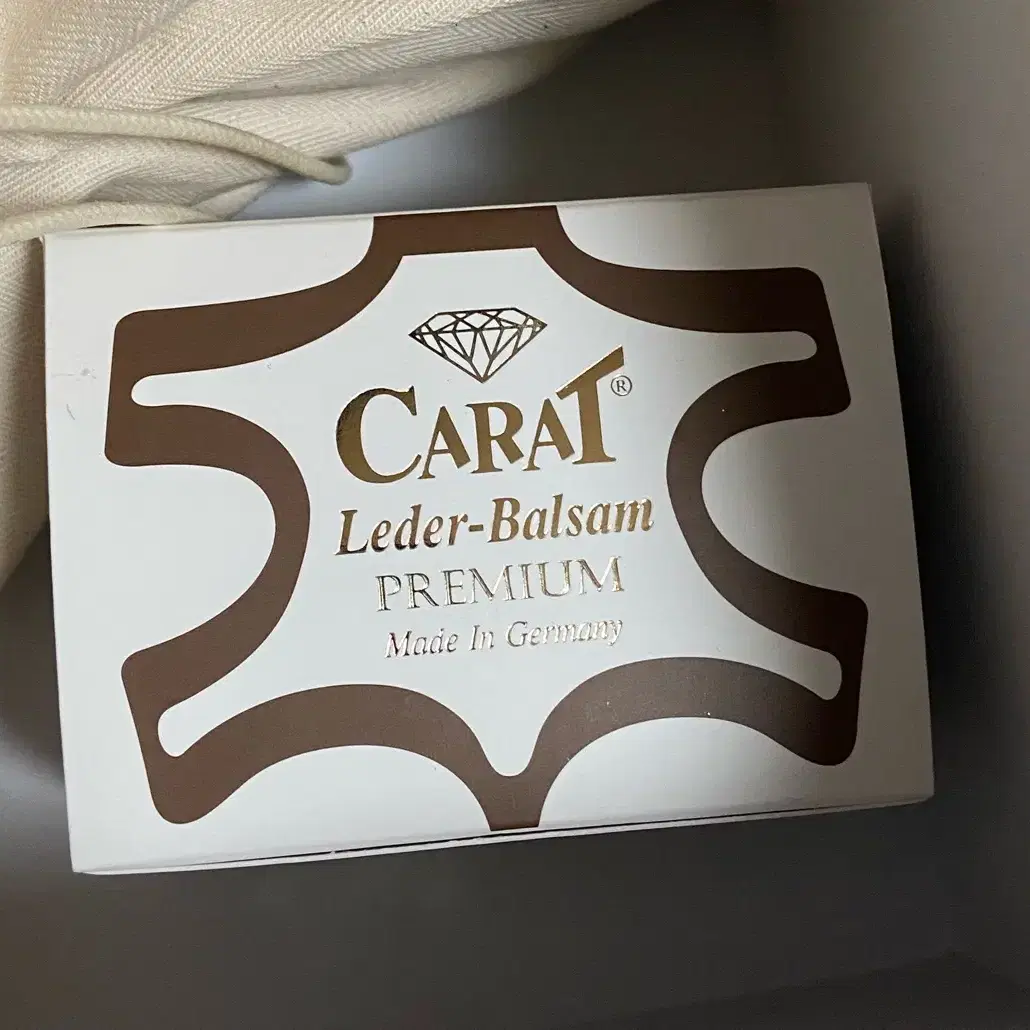 CARAT®
Leder-Balsam
PREMIUM
Made In Germany